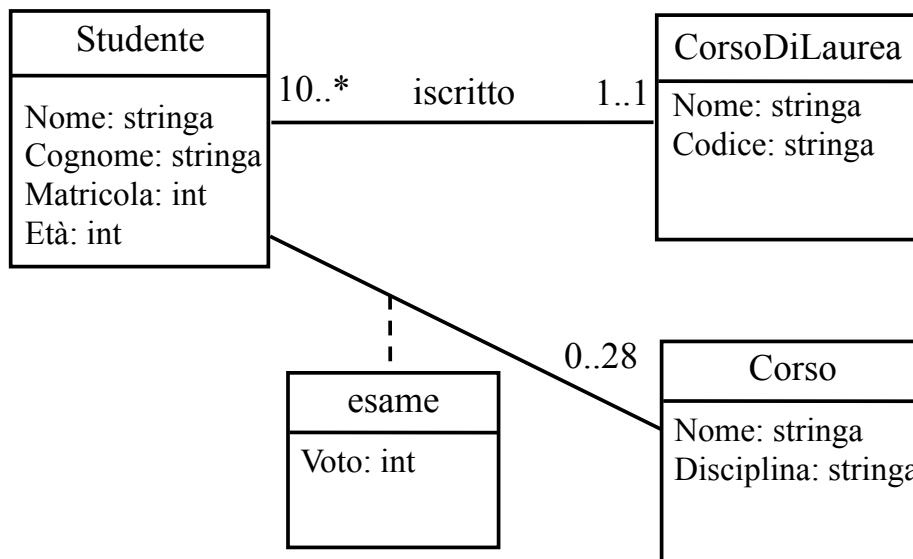 Studente
Nome: stringa
Cognome: stringa
Matricola: int
Età: int
10..*
iscritto
1..1
CorsoDiLaurea
Nome: stringa
Codice: stringa
0..28
esame
Voto: int
Corso
Nome: stringa
Disciplina: stringa